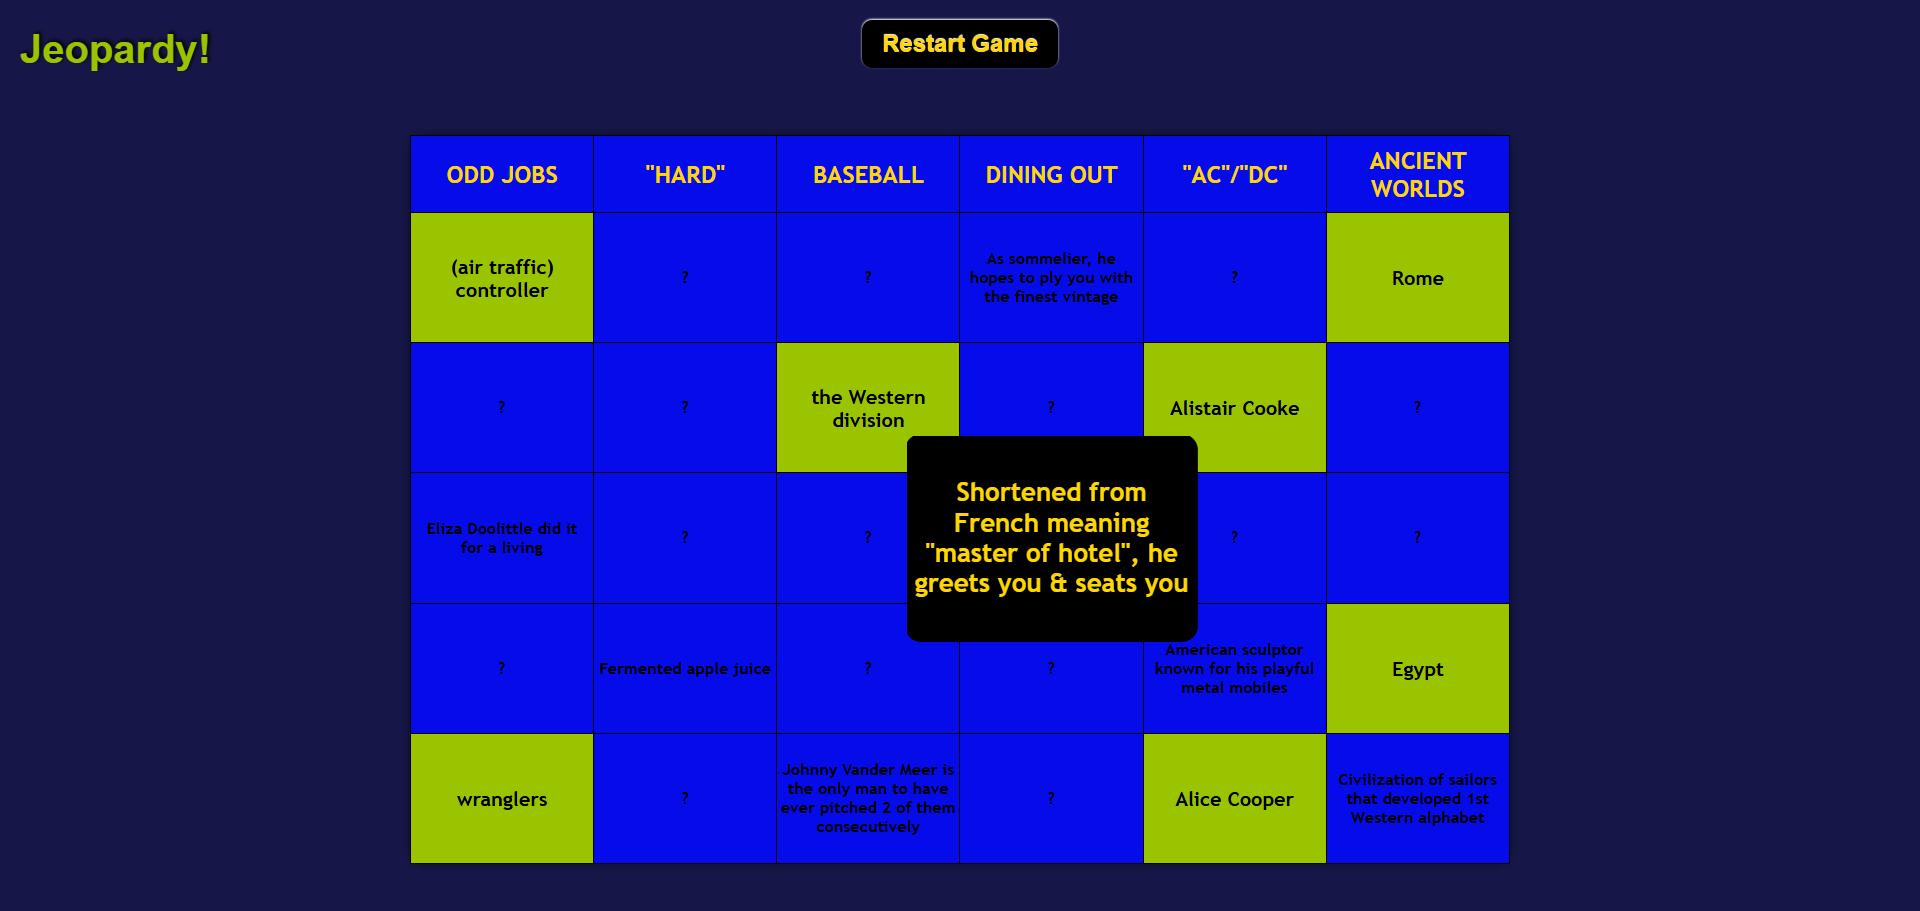 Jeopardy!
Restart Game
ODD JOBS
"HARD"
BASEBALL
DINING OUT
"AC"/"DC"
ANCIENT
WORLDS
(air traffic)
controller
?
?
As sommelier, he
hopes to ply you with
the finest vintage
?
Rome
?
?
the Western
division
?
Alistair Cooke
?
Eliza Doolittle did it
for a living
?
?
Shortened from
French meaning
"master of hotel", he
greets you & seats you
?
?
?
Fermented apple juice
?
?
American sculptor
known for his playful
metal mobiles
Egypt
wranglers
?
Johnny Vander Meer is
the only man to have
ever pitched 2 of them
consecutively
?
Alice Cooper
Civilization of sailors
that developed 1st
Western alphabet